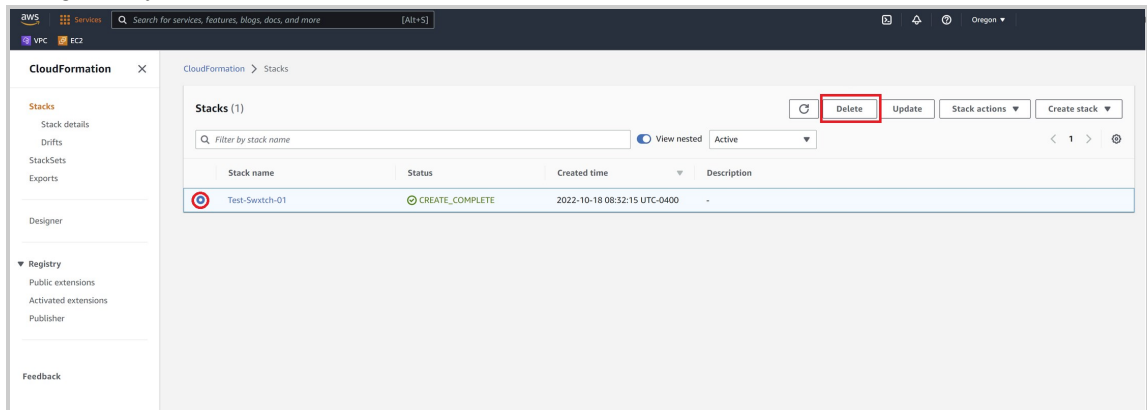 aws Services Search for services, features, blogs, docs, and more [Alt+S] Oregon ▼
VPC EC2
CloudFormation ×
CloudFormation > Stacks
Stacks
Stack details
Drifts
StackSets
Exports
Designer
▼ Registry
Public extensions
Activated extensions
Publisher
Feedback
Stacks (1)
Delete Update Stack actions ▼ Create stack ▼
Filter by stack name View nested Active ▼ < 1 >
Stack name Status Created time ▼ Description
Test-Swxtch-01 CREATE_COMPLETE 2022-10-18 08:32:15 UTC-0400 -